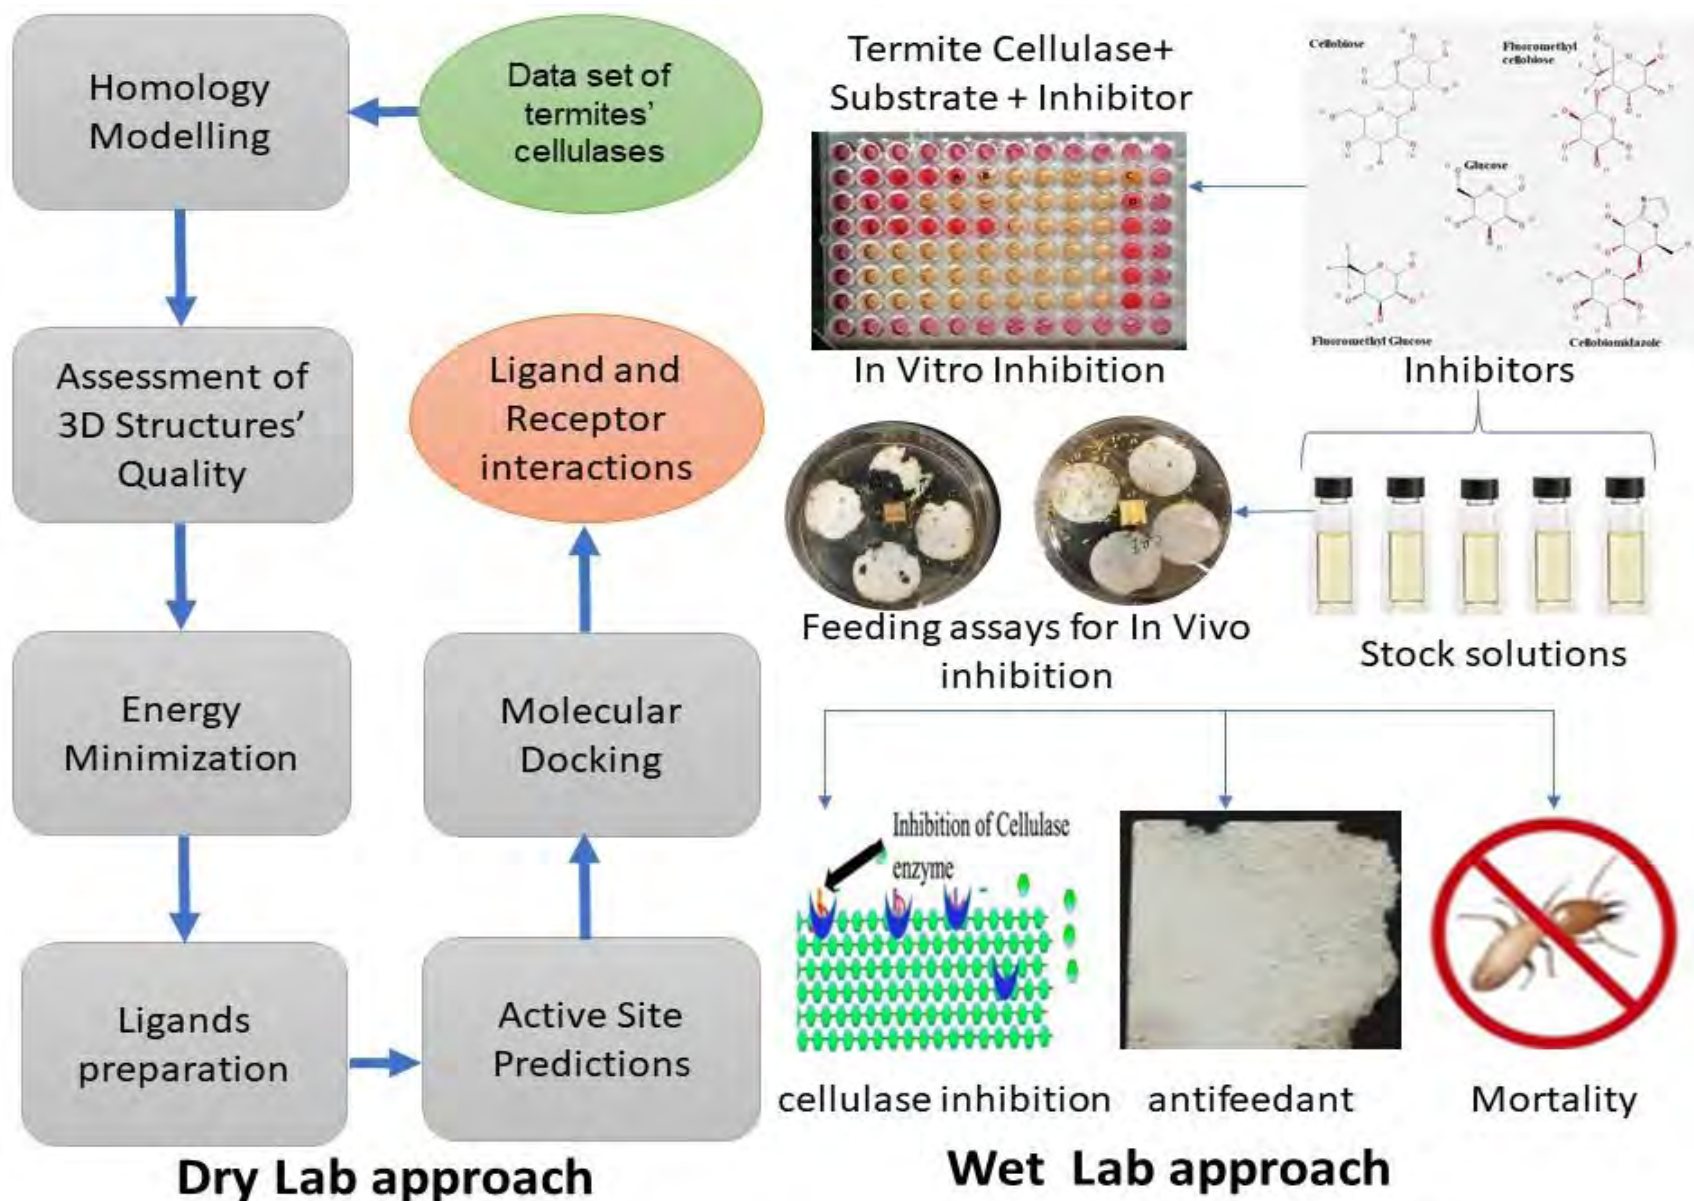 Homology
Modelling
Data set of
termites’
cellulases
Assessment of
3D Structures’
Quality
Ligand and
Receptor
interactions
Energy
Minimization
Molecular
Docking
Ligands
preparation
Active Site
Predictions
Dry Lab approach
Termite Cellulase+
Substrate + Inhibitor
A B C
D
In Vitro Inhibition
Cellobiose
Fluoromethyl
cellobiose
Glucose
Fluoromethyl Glucose
Cellobiomidazole
Inhibitors
Feeding assays for In Vivo
inhibition
Stock solutions
Inhibition of Cellulase
enzyme
cellulase inhibition
antifeedant
Mortality
Wet Lab approach